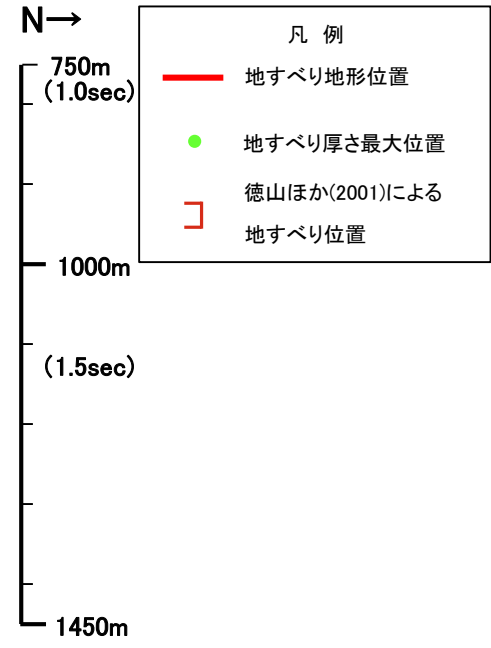 N→
750m
(1.0sec)
1000m
(1.5sec)
1450m
凡 例
地すべり地形位置
地すべり厚さ最大位置
徳山ほか(2001)による
地すべり位置